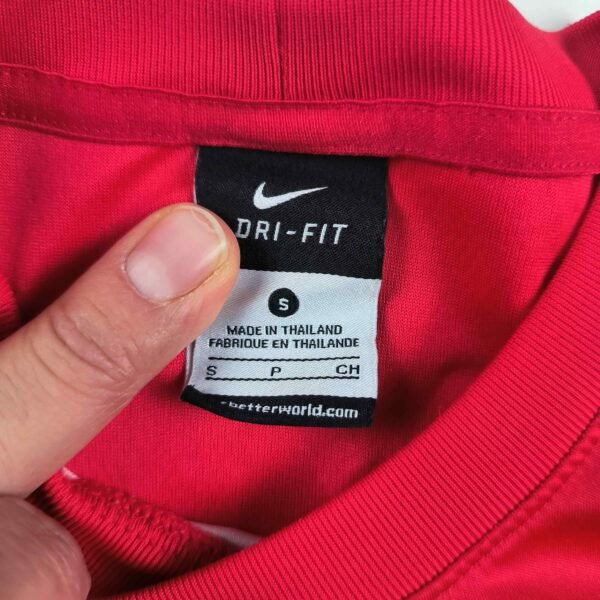 DRI-FIT
S
MADE IN THAILAND
FABRIQUE EN THAILANDE
S P CH
betterworld.com